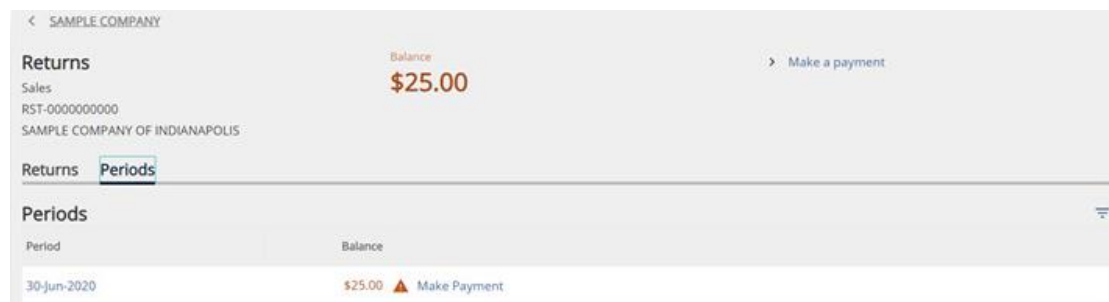 SAMPLE COMPANY
Returns
Sales
RST-0000000000
SAMPLE COMPANY OF INDIANAPOLIS
Balance
$25.00
Make a payment
Returns Periods
Periods
Period Balance
30-Jun-2020 $25.00 Make Payment